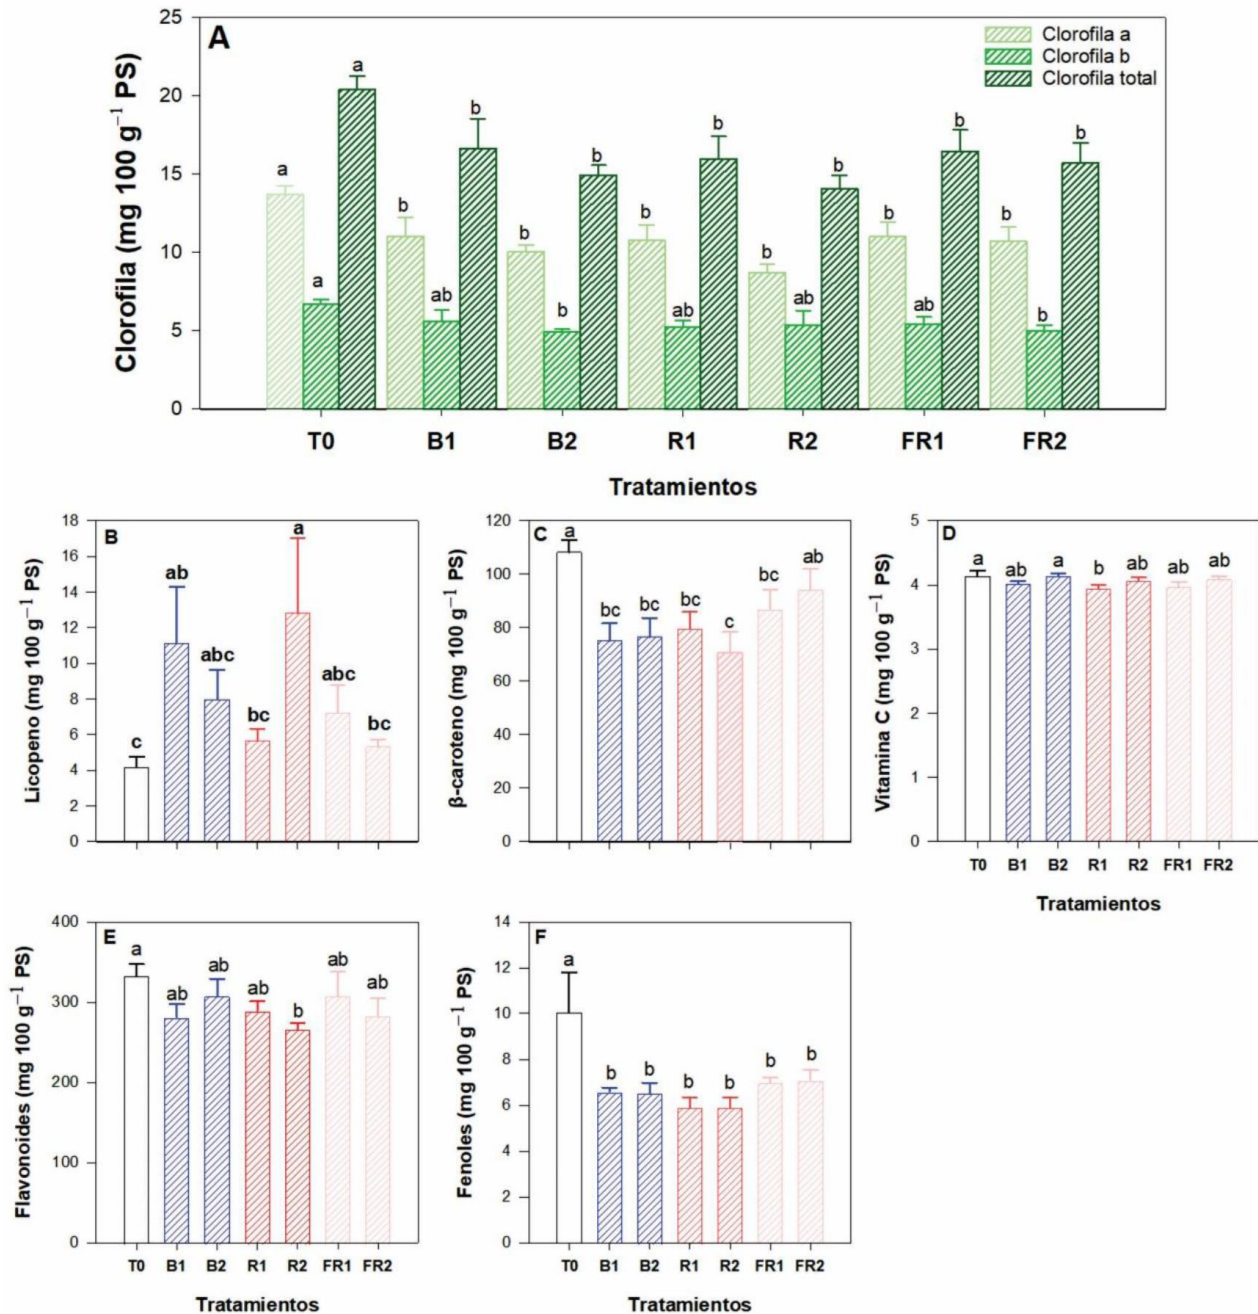 A
Clorofila (mg 100 g⁻¹ PS)
25
20
15
10
5
0
Clorofila a
Clorofila b
Clorofila total
a a a
b ab b
b b b
b ab b
b ab b
b ab b
b b b
T0 B1 B2 R1 R2 FR1 FR2
Tratamientos
B
Licopeno (mg 100 g⁻¹ PS)
18
16
14
12
10
8
6
4
2
0
c ab abc bc a abc bc
C
β-caroteno (mg 100 g⁻¹ PS)
120
100
80
60
40
20
0
a bc bc bc c bc ab
D
Vitamina C (mg 100 g⁻¹ PS)
5
4
3
2
1
0
a ab a b ab ab ab
T0 B1 B2 R1 R2 FR1 FR2
Tratamientos
E
Flavonoides (mg 100 g⁻¹ PS)
400
300
200
100
0
a ab ab ab b ab ab
T0 B1 B2 R1 R2 FR1 FR2
Tratamientos
F
Fenoles (mg 100 g⁻¹ PS)
14
12
10
8
6
4
2
0
a b b b b b b
T0 B1 B2 R1 R2 FR1 FR2
Tratamientos